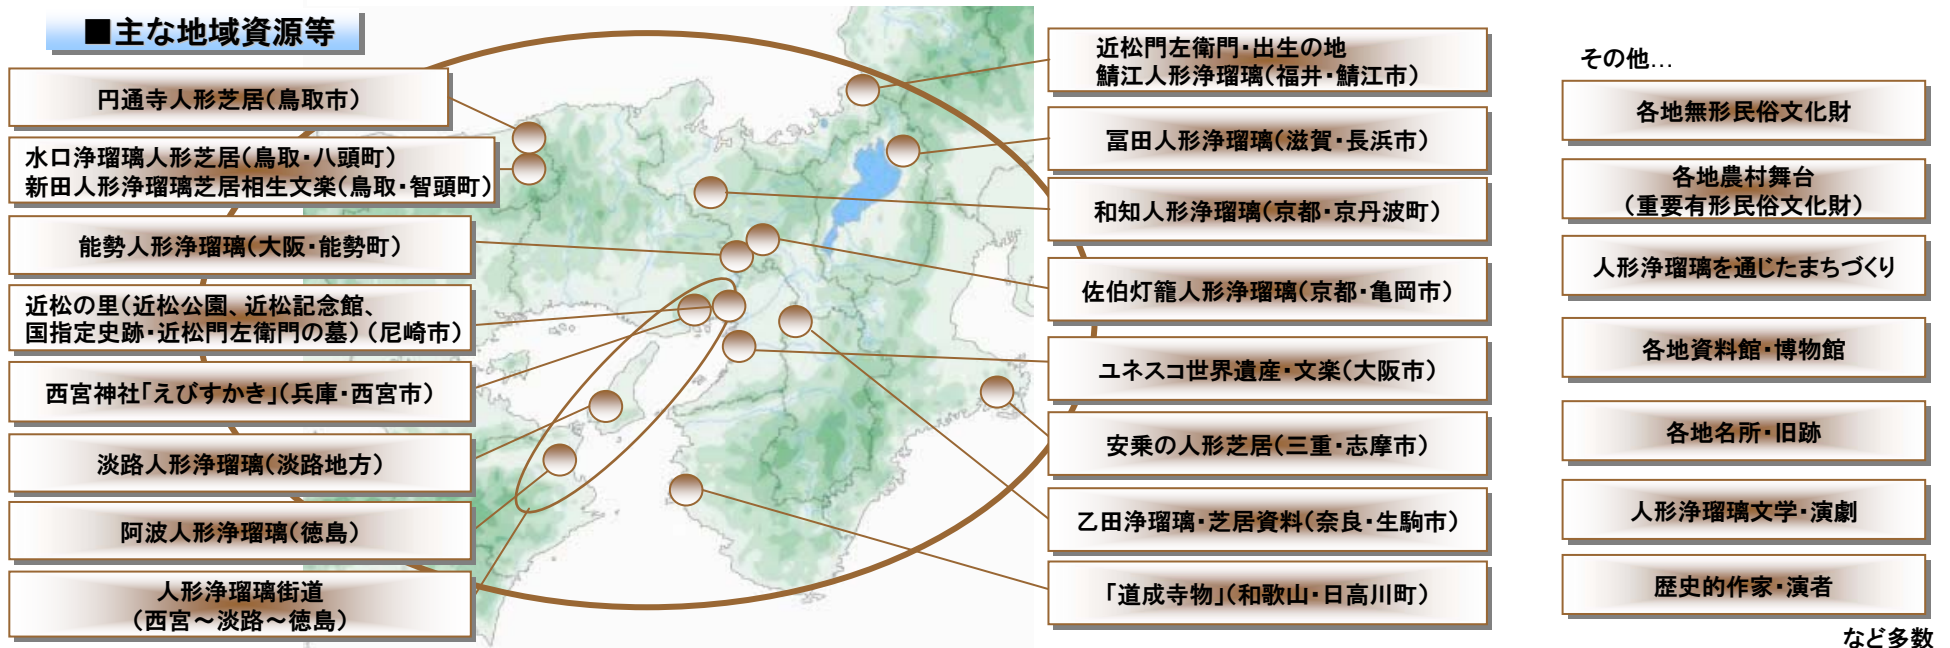 ■主な地域資源等
円通寺人形芝居(鳥取市)
水口浄瑠璃人形芝居(鳥取・八頭町)
新田人形浄瑠璃芝居相生文楽(鳥取・智頭町)
能勢人形浄瑠璃(大阪・能勢町)
近松の里(近松公園、近松記念館、
国指定史跡・近松門左衛門の墓)(尼崎市)
西宮神社「えびすかき」(兵庫・西宮市)
淡路人形浄瑠璃(淡路地方)
阿波人形浄瑠璃(徳島)
人形浄瑠璃街道
(西宮～淡路～徳島)
近松門左衛門・出生の地
鯖江人形浄瑠璃(福井・鯖江市)
冨田人形浄瑠璃(滋賀・長浜市)
和知人形浄瑠璃(京都・京丹波町)
佐伯灯籠人形浄瑠璃(京都・亀岡市)
ユネスコ世界遺産・文楽(大阪市)
安乗の人形芝居(三重・志摩市)
乙田浄瑠璃・芝居資料(奈良・生駒市)
「道成寺物」(和歌山・日高川町)
その他…
各地無形民俗文化財
各地農村舞台
(重要有形民俗文化財)
人形浄瑠璃を通じたまちづくり
各地資料館・博物館
各地名所・旧跡
人形浄瑠璃文学・演劇
歴史的作家・演者
など多数